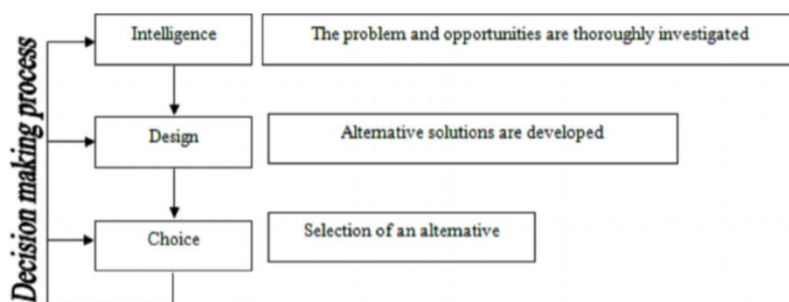 Decision making process
Intelligence
The problem and opportunities are thoroughly investigated
Design
Alternative solutions are developed
Choice
Selection of an alternative